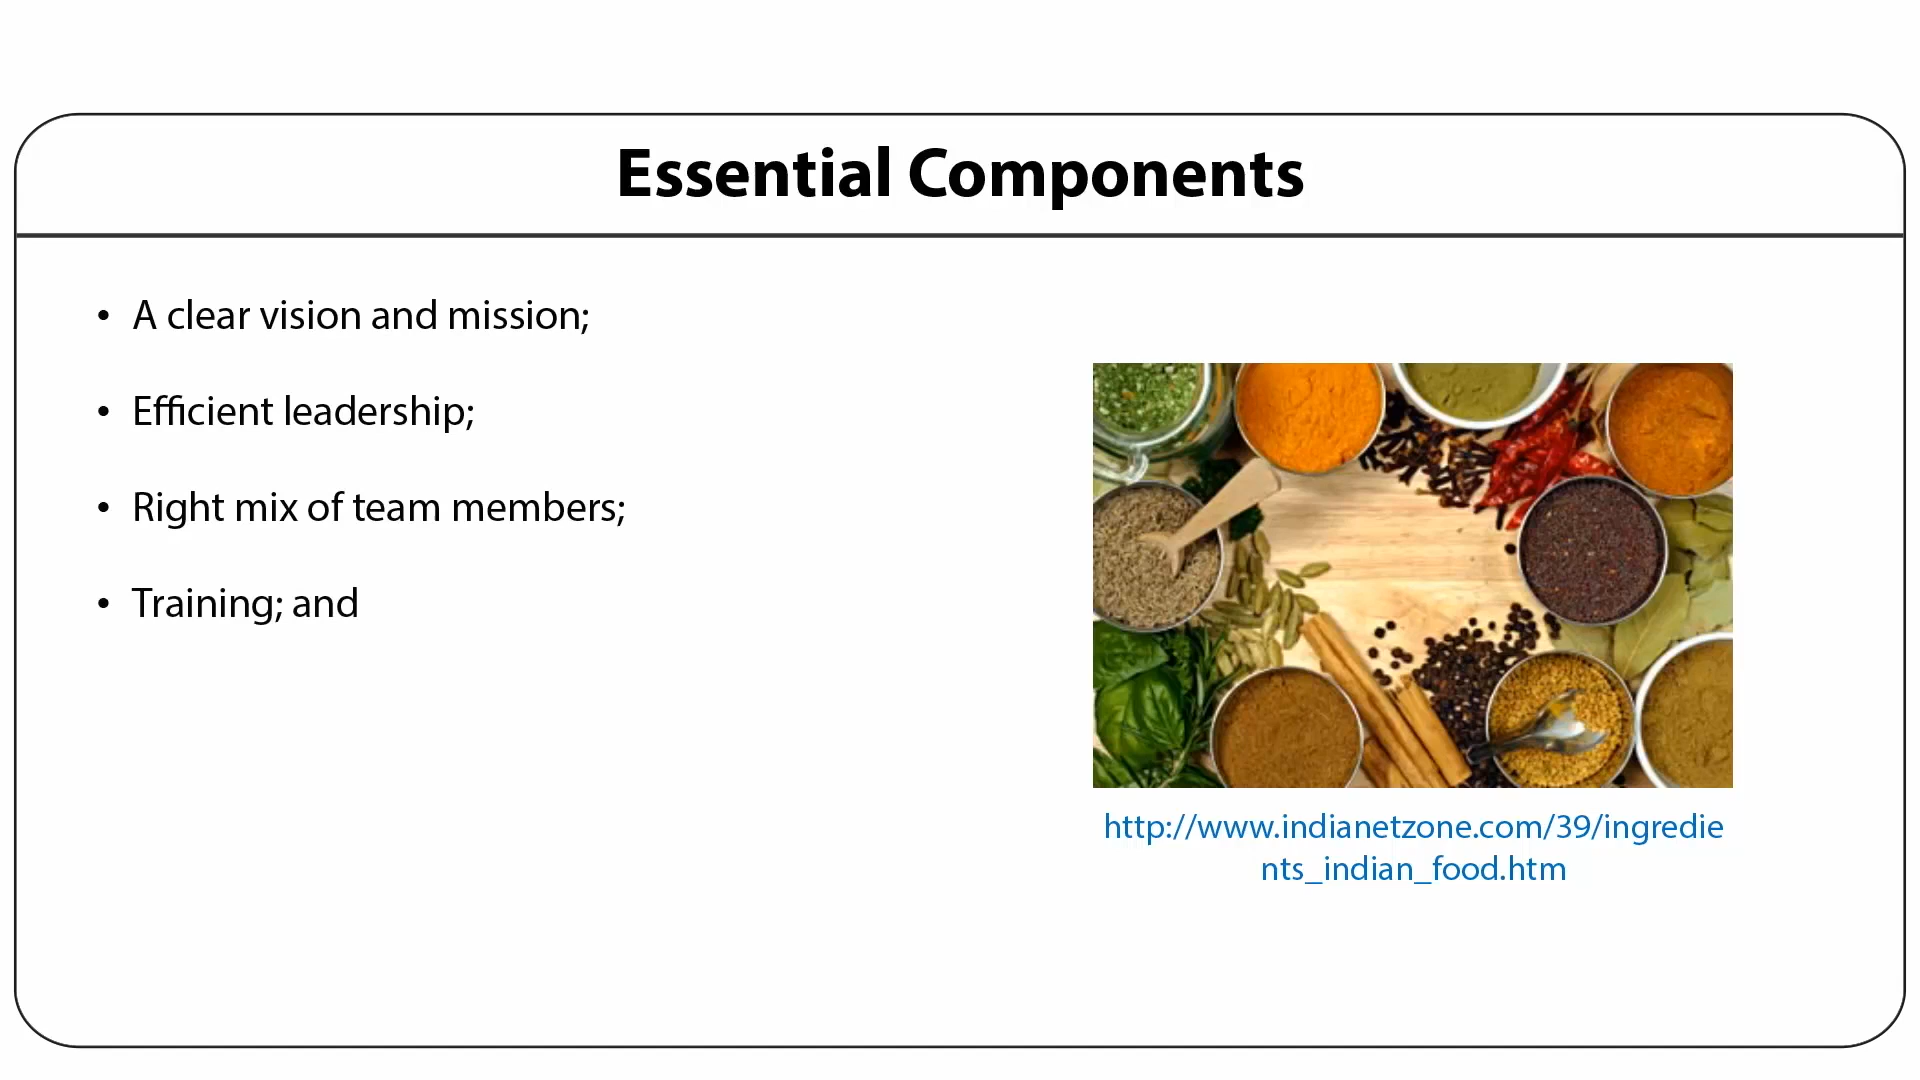 Essential Components
• A clear vision and mission;
• Efficient leadership;
• Right mix of team members;
• Training; and
http://www.indianetzone.com/39/ingredie
nts_indian_food.htm